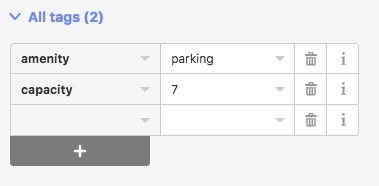 All tags (2)
amenity parking
capacity 7
+